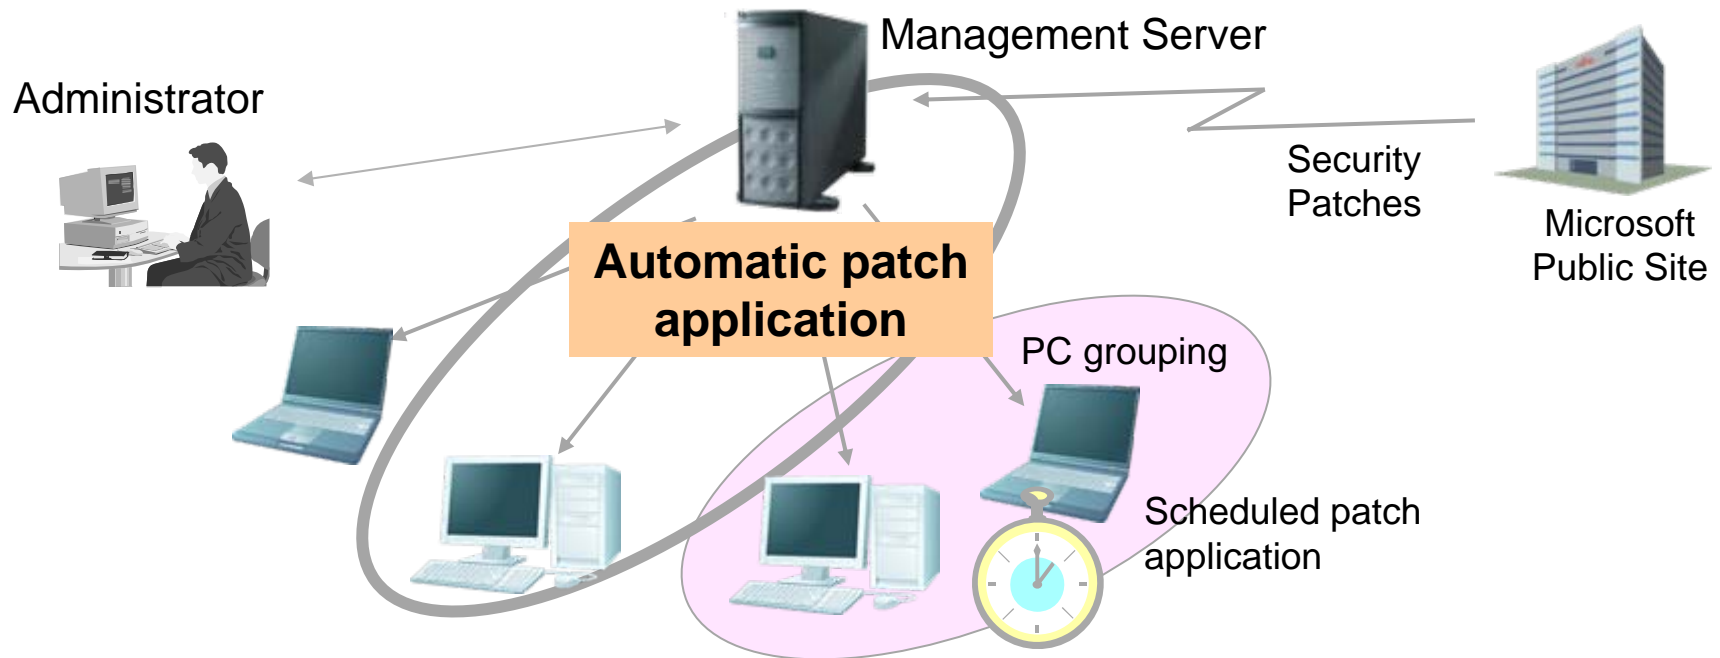 Management Server
Administrator
Security
Patches
Microsoft
Public Site
Automatic patch
application
PC grouping
Scheduled patch
application